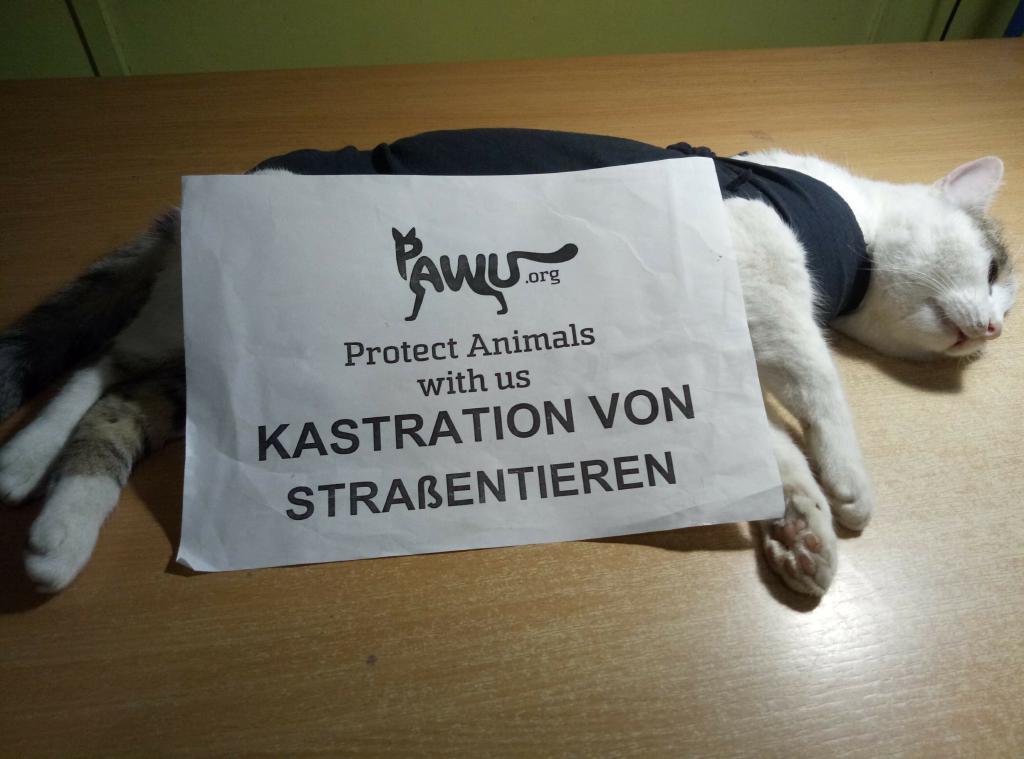 PAWU.org
Protect Animals
with us
KASTRATION VON
STRAßENTIEREN